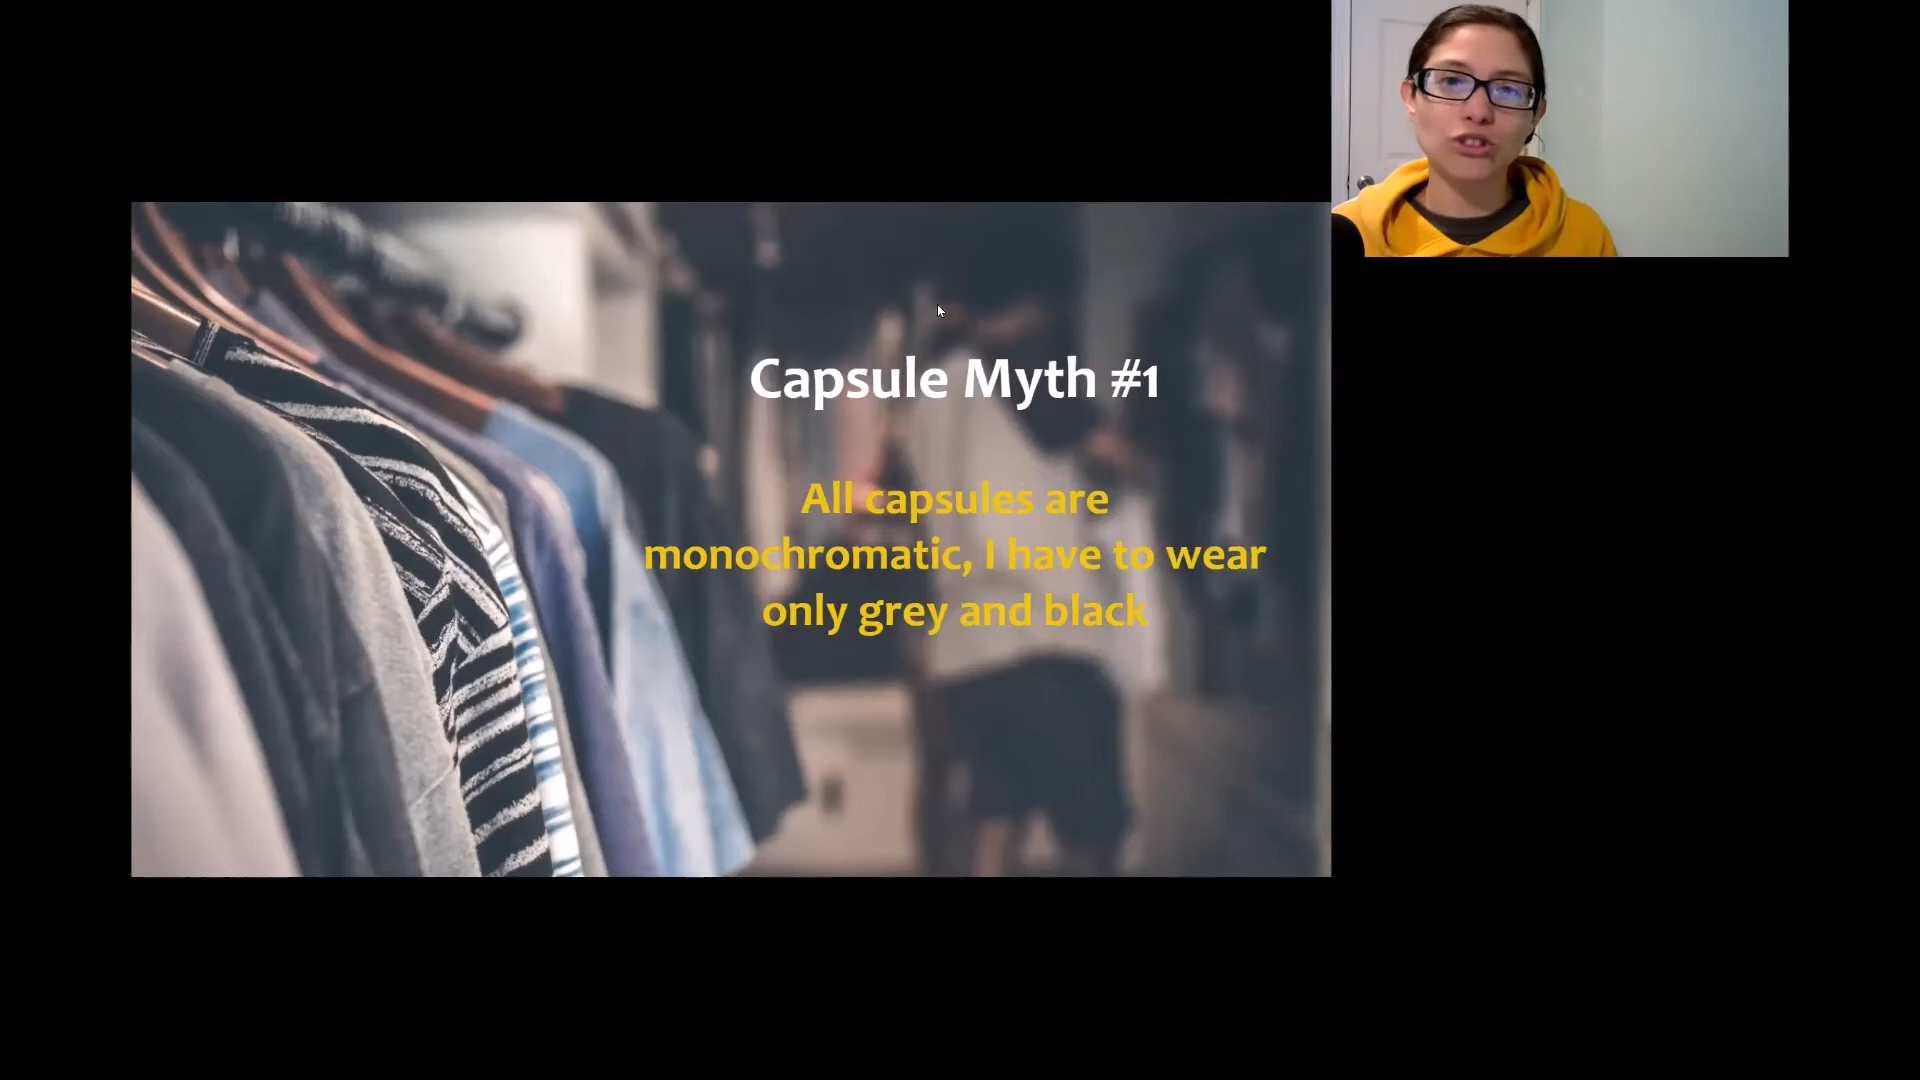 Capsule Myth #1
All capsules are
monochromatic, I have to wear
only grey and black